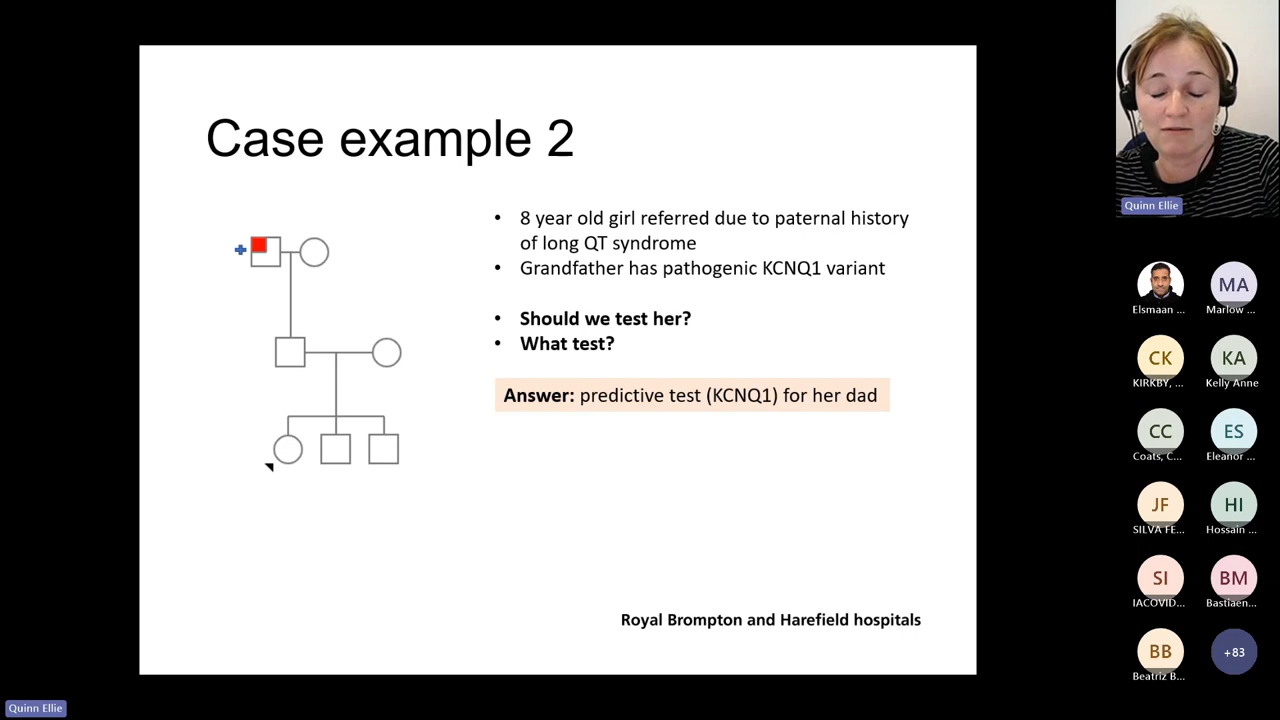 Case example 2
• 8 year old girl referred due to paternal history
of long QT syndrome
• Grandfather has pathogenic KCNQ1 variant
• Should we test her?
• What test?
Answer: predictive test (KCNQ1) for her dad
Royal Brompton and Harefield hospitals
Quinn Ellie
Elsmaan ...
MA
Marlow ...
CK
KIRKBY, ...
KA
Kelly Anne
CC
Coats, C...
ES
Eleanor ...
JF
SILVA FE...
HI
Hossain ...
SI
IACOVID...
BM
Bastiaen...
BB
Beatriz B...
+83
Quinn Ellie